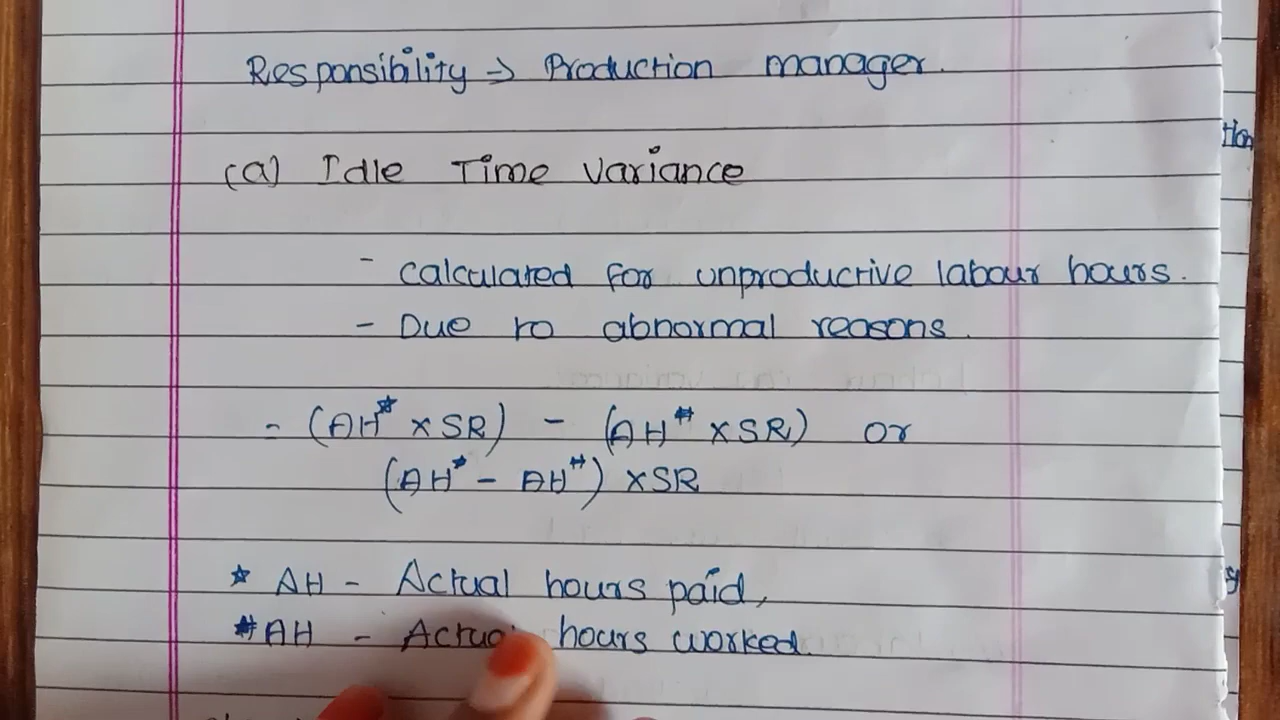 Responsibility → Production manager.
(a) Idle Time Variance
- Calculated for unproductive labour hours.
- Due to abnormal reasons.
= (AH* x SR) - (AH# x SR) or
(AH* - AH#) x SR
* AH - Actual hours paid,
# AH - hours worked.